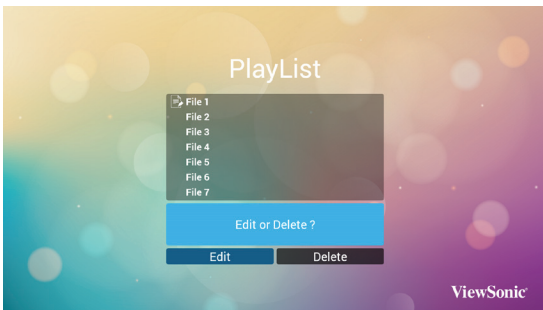 PlayList
File 1
File 2
File 3
File 4
File 5
File 6
File 7
Edit or Delete ?
Edit Delete
ViewSonic